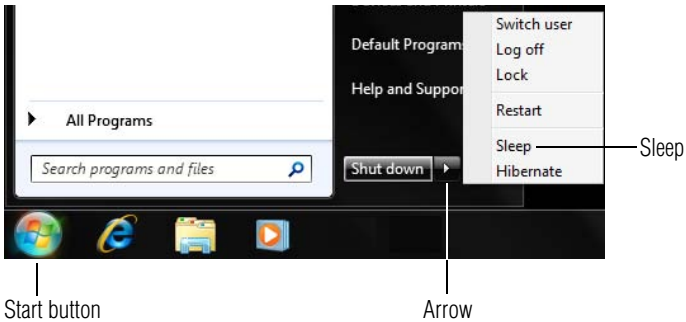 Switch user
Default Program
Log off
Lock
Help and Suppor
Restart
All Programs
Sleep
Sleep
Search programs and files
Shut down
Hibernate
Start button
Arrow